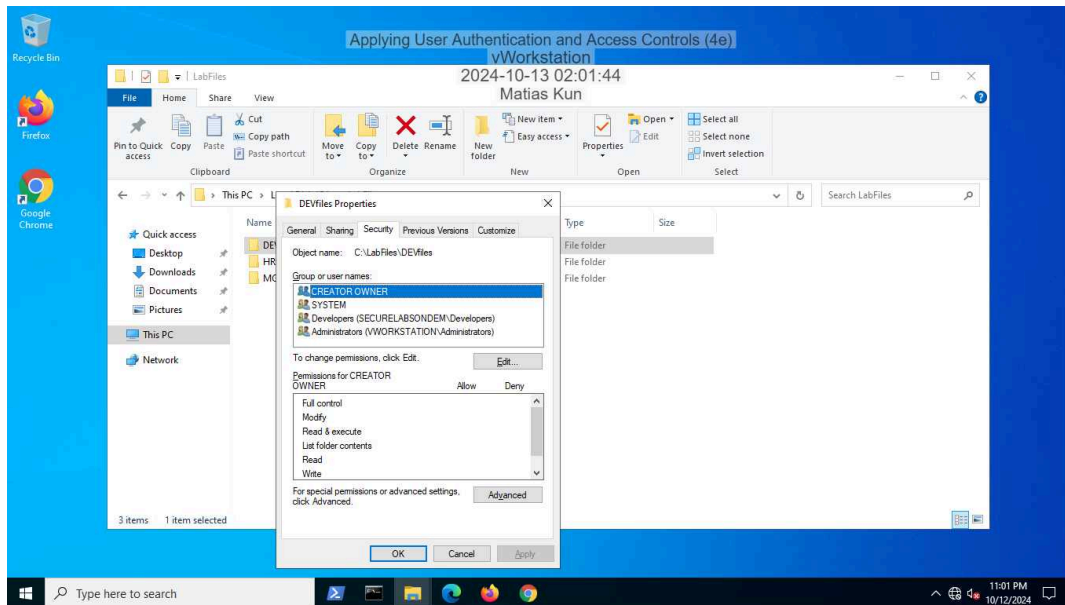 Recycle Bin
Firefox
Google
Chrome
Applying User Authentication and Access Controls (4e)
vWorkstation
2024-10-13 02:01:44
Matias Kun
LabFiles
File Home Share View
Pin to Quick access
Copy
Paste
Cut
Copy path
Paste shortcut
Clipboard
Move to
Copy to
Delete
Rename
Organize
New folder
New item
Easy access
New
Properties
Open
Edit
Open
Select all
Select none
Invert selection
Select
This PC
Search LabFiles
Quick access
Desktop
Downloads
Documents
Pictures
This PC
Network
Name Type Size
File folder
HR File folder
File folder
DEVfiles Properties
General Sharing Security Previous Versions Customize
Object name: C:\LabFiles\DEVfiles
Group or user names:
CREATOR OWNER
SYSTEM
Developers (SECURELABSONDEM\Developers)
Administrators (VWORKSTATION\Administrators)
To change permissions, click Edit.
Edit...
Permissions for CREATOR
OWNER Allow Deny
Full control
Modify
Read & execute
List folder contents
Read
Write
For special permissions or advanced settings,
click Advanced.
Advanced
OK Cancel Apply
3 items 1 item selected
Type here to search
11:01 PM
10/12/2024